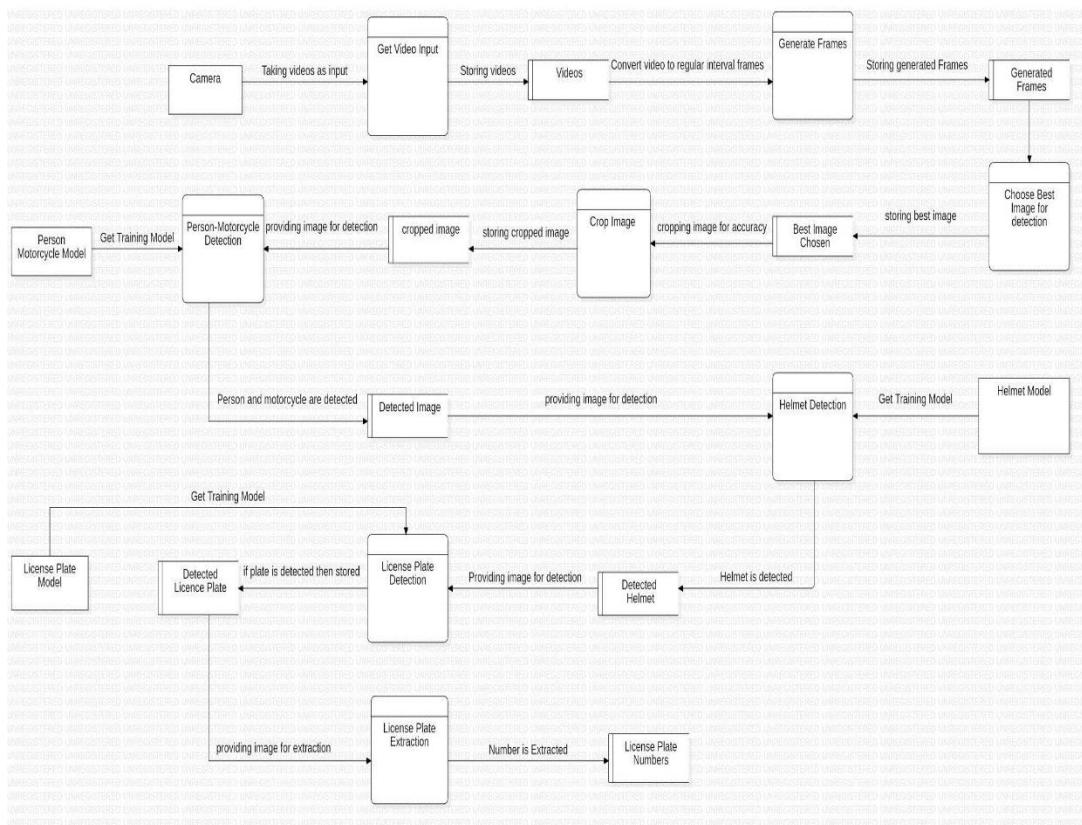 Get Video Input
Generate Frames
Camera
Taking videos as input
Storing videos
Videos
Convert video to regular interval frames
Storing generated Frames
Generated
Frames
Choose Best
Image for
detection
storing best image
Best Image
Chosen
cropping image for accuracy
Crop Image
storing cropped image
cropped image
providing image for detection
Person-Motorcycle
Detection
Get Training Model
Person
Motorcycle Model
Person and motorcycle are detected
Detected Image
providing image for detection
Helmet Detection
Get Training Model
Helmet Model
Get Training Model
License Plate
Model
Detected
Licence Plate
if plate is detected then stored
License Plate
Detection
Providing image for detection
Detected
Helmet
Helmet is detected
providing image for extraction
License Plate
Extraction
Number is Extracted
License Plate
Numbers
UNREGISTERED